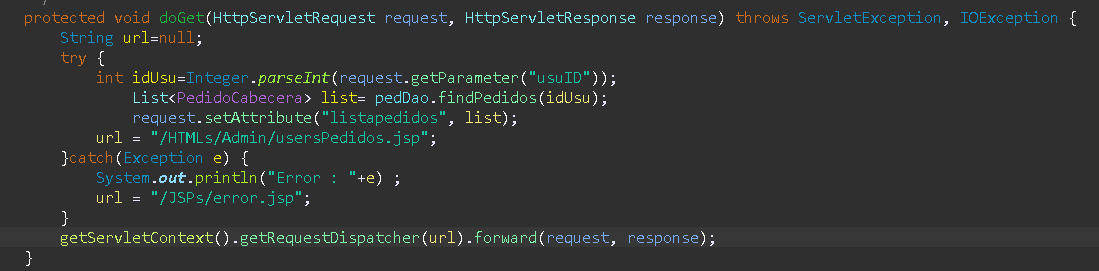 protected void doGet(HttpServletRequest request, HttpServletResponse response) throws ServletException, IOException {
String url=null;
try {
int idUsu=Integer.parseInt(request.getParameter("usuID"));
List<PedidoCabecera> list= pedDao.findPedidos(idUsu);
request.setAttribute("listapedidos", list);
url = "/HTMLs/Admin/usersPedidos.jsp";
}catch(Exception e) {
System.out.println("Error : "+e) ;
url = "/JSPs/error.jsp";
}
getServletContext().getRequestDispatcher(url).forward(request, response);
}